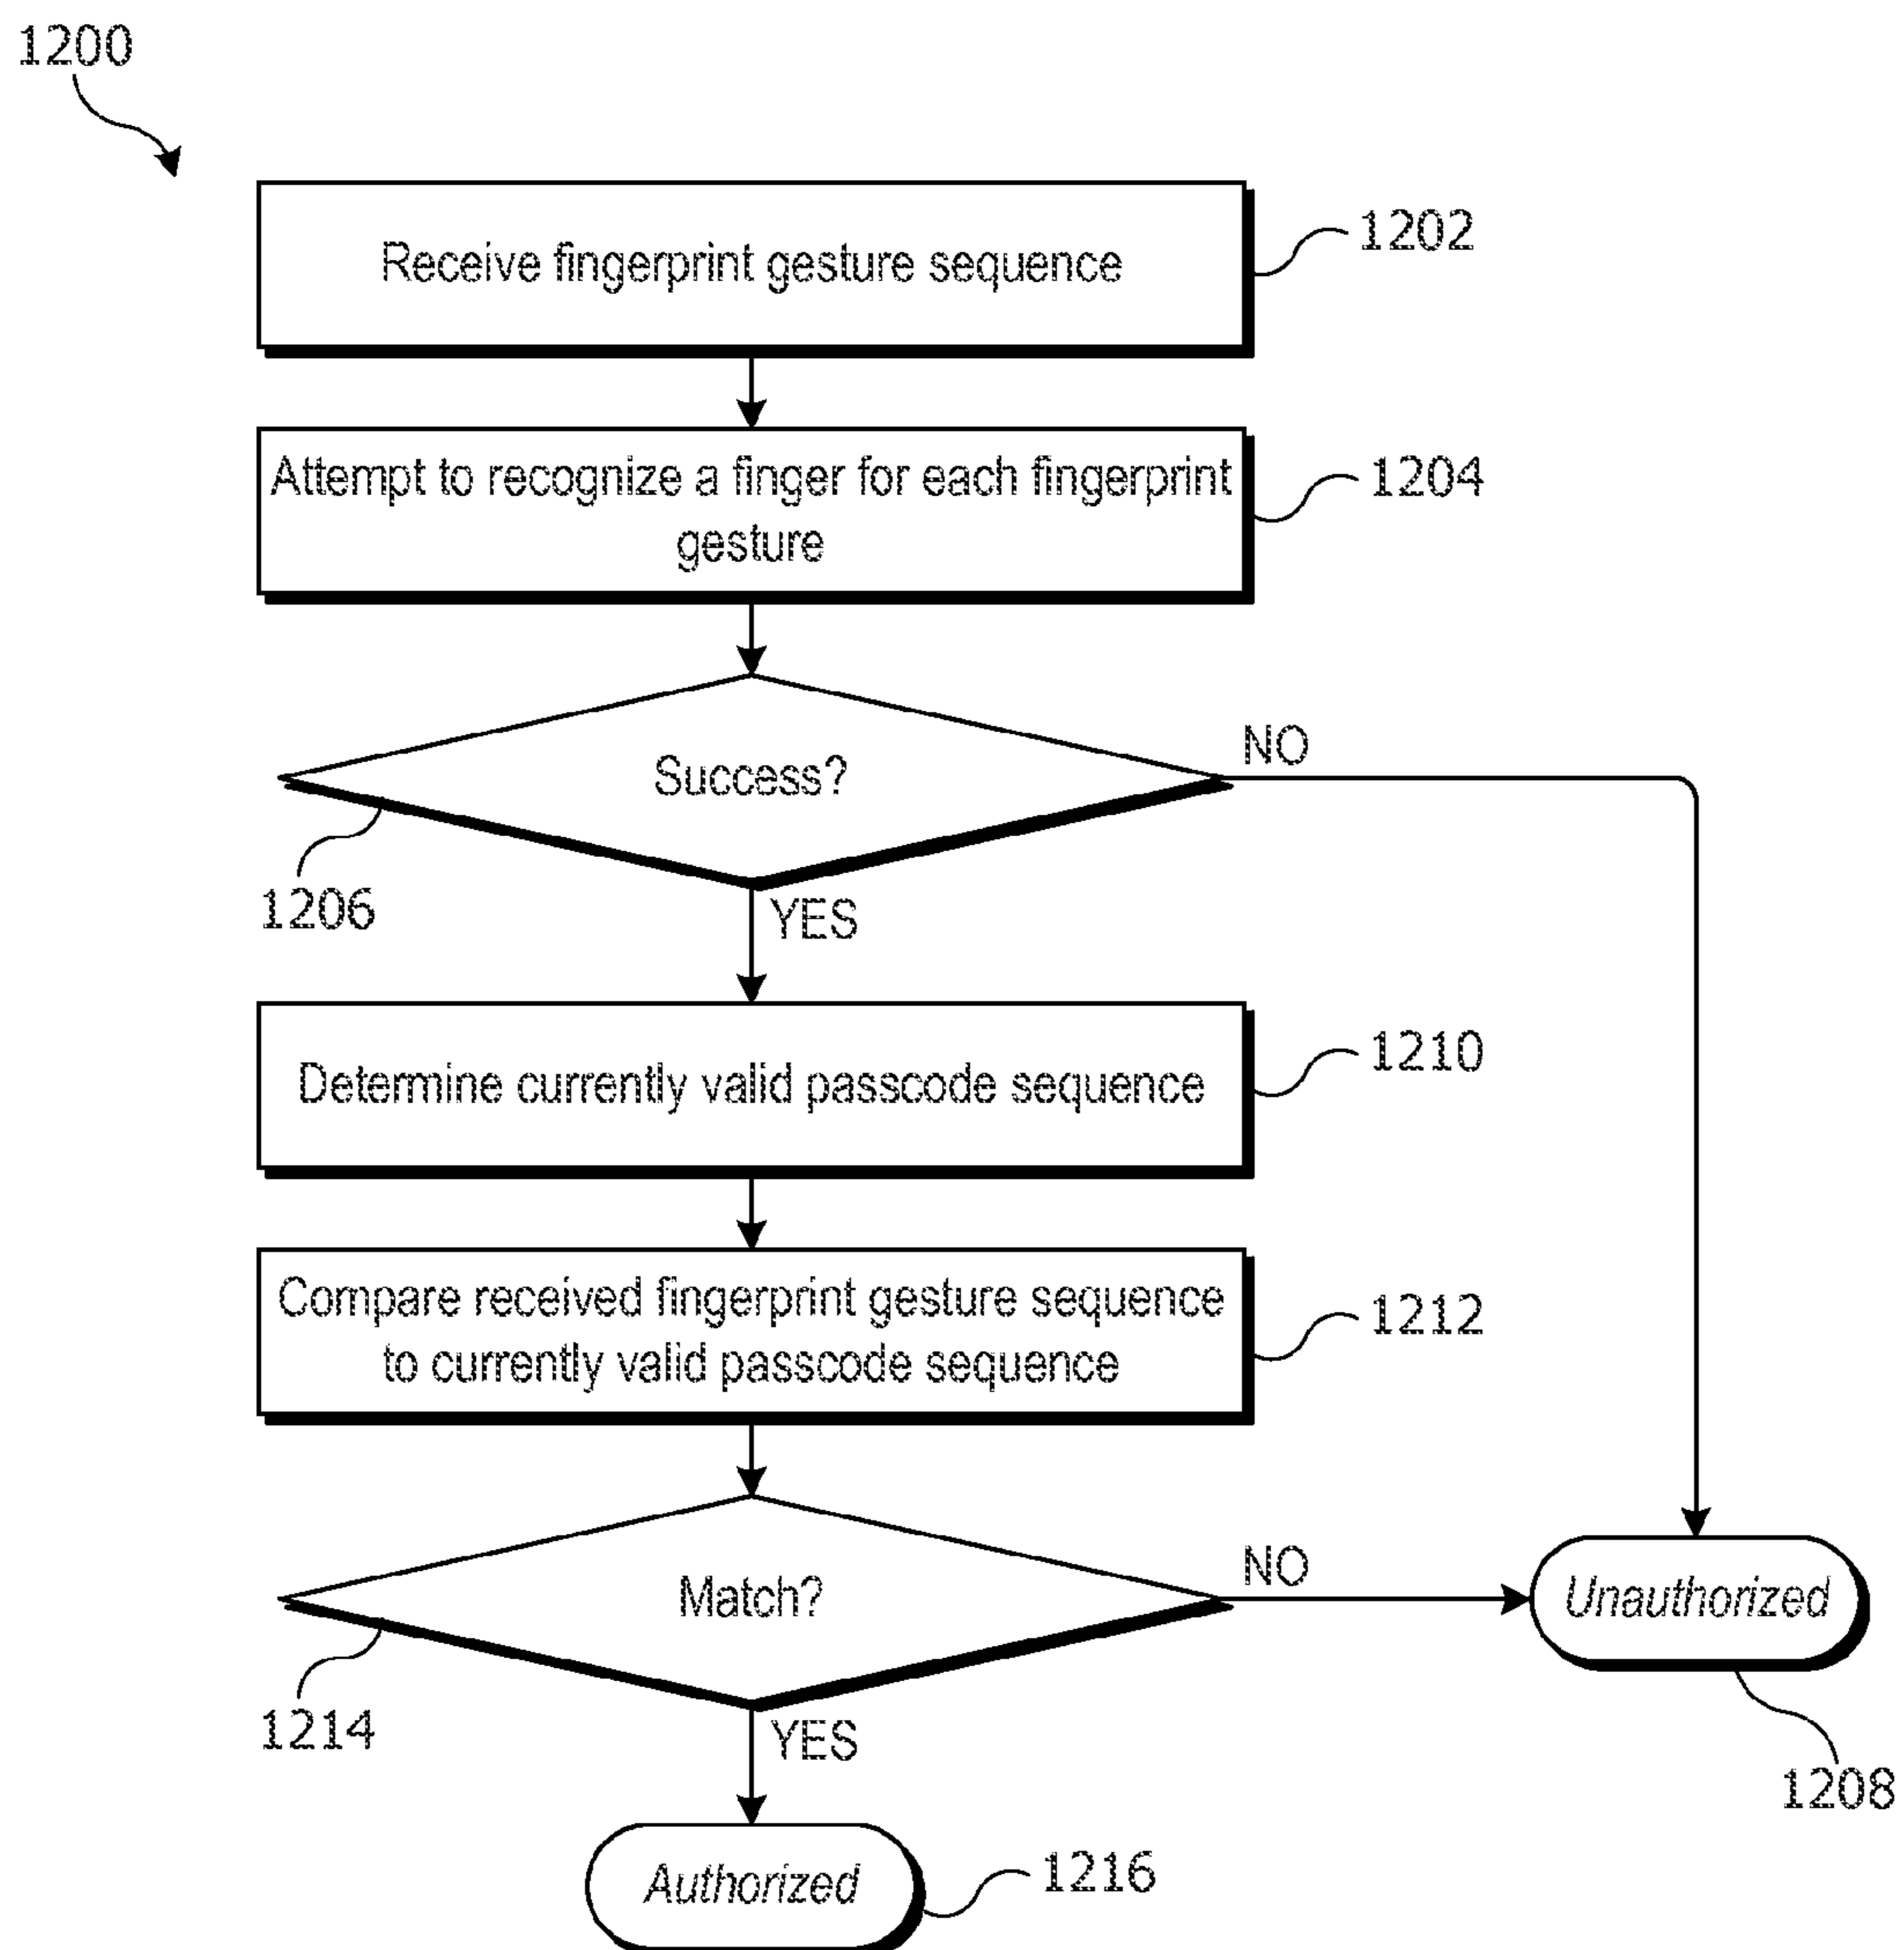 1200
Receive fingerprint gesture sequence
1202
Attempt to recognize a finger for each fingerprint
gesture
1204
Success?
NO
1206
YES
Determine currently valid passcode sequence
1210
Compare received fingerprint gesture sequence
to currently valid passcode sequence
1212
Match?
NO
Unauthorized
1214
YES
1208
Authorized
1216